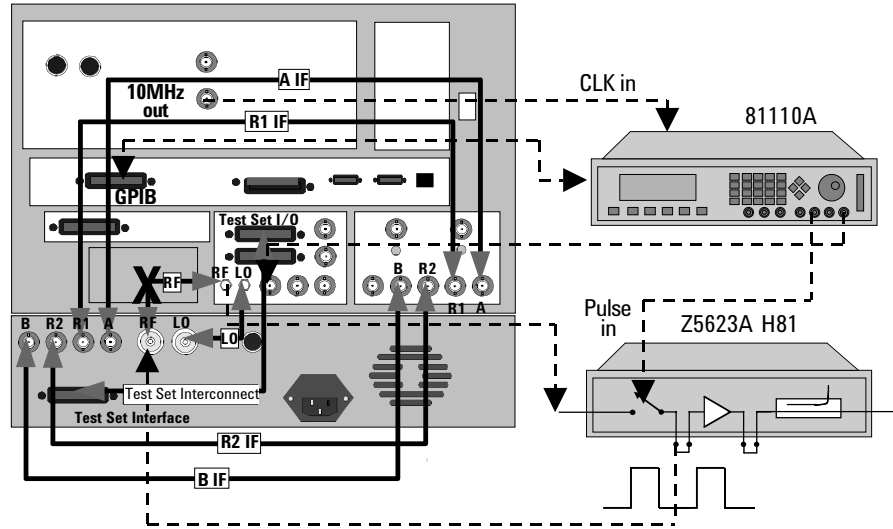 A IF
CLK in
10MHz
out
81110A
R1 IF
GPIB
Test Set I/O
RF
RF LO
B R2
R1 A
Pulse
in
Z5623A H81
B R2 R1 A RF LO
LO
Test Set Interconnect
Test Set Interface
R2 IF
B IF